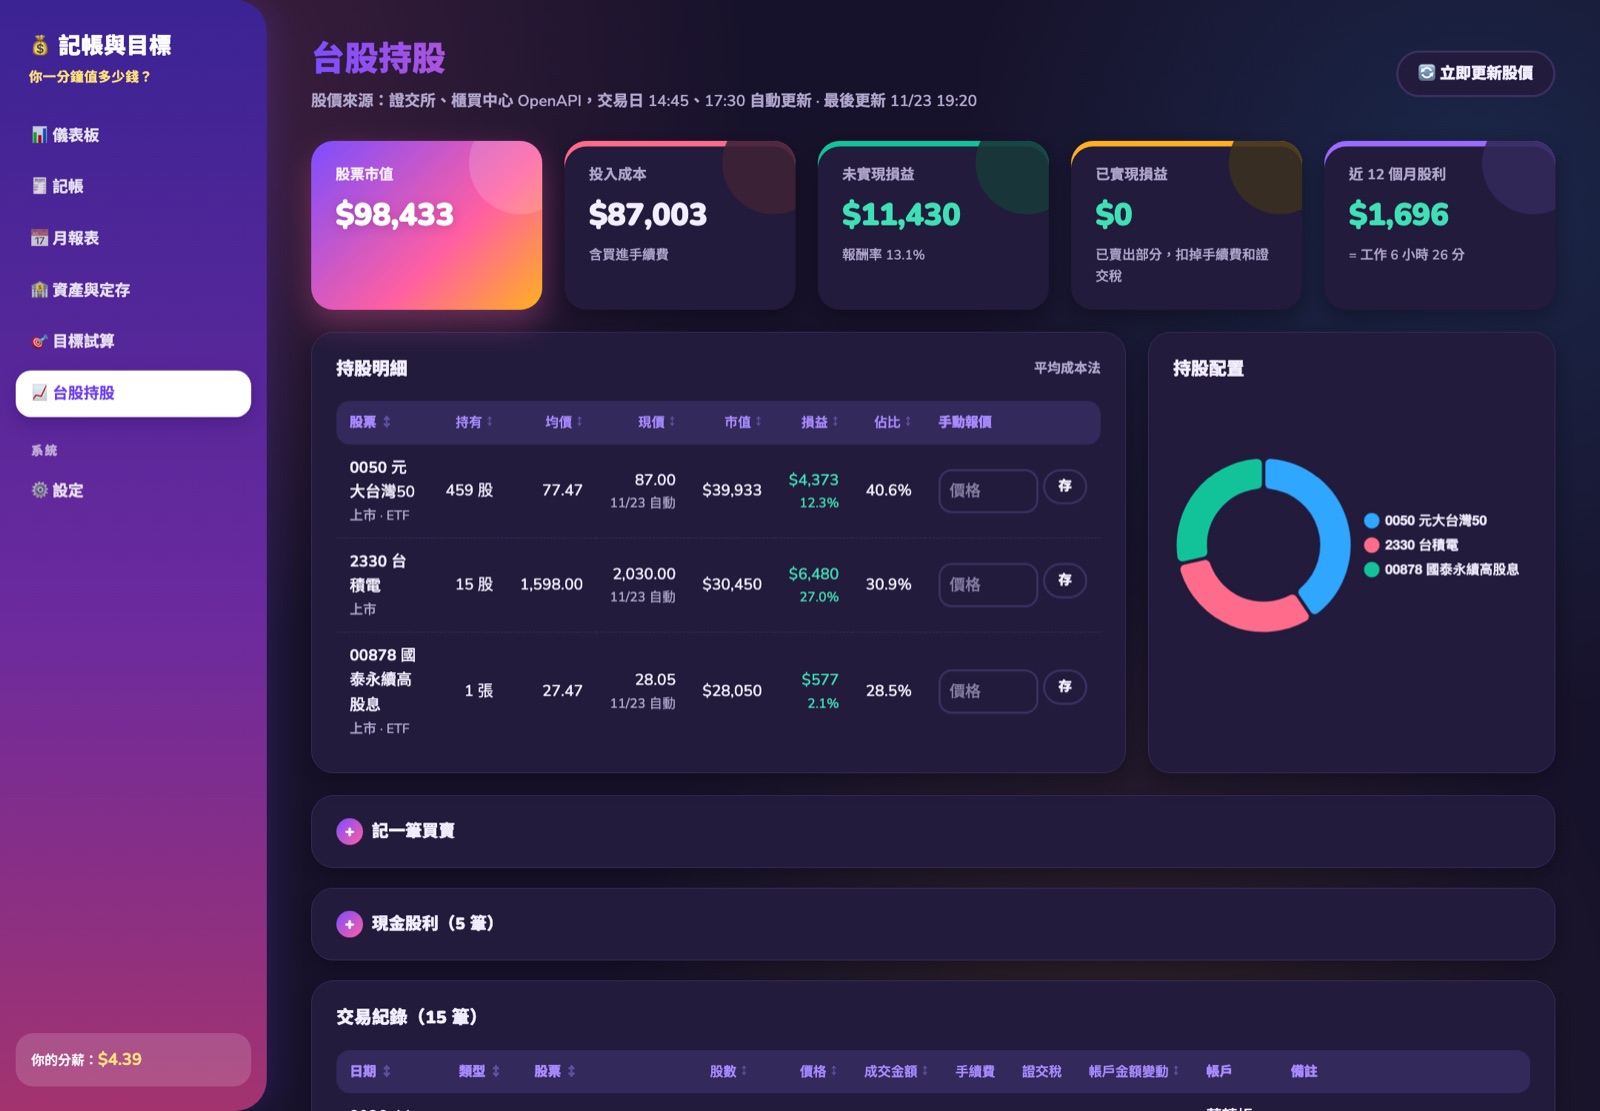 記帳與目標
你一分鐘值多少錢？
儀表板
記帳
月報表
資產與定存
目標試算
台股持股
系統
設定
你的分薪：$4.39
台股持股
股價來源：證交所、櫃買中心 OpenAPI，交易日 14:45、17:30 自動更新 · 最後更新 11/23 19:20
立即更新股價
股票市值
$98,433
投入成本
$87,003
含買進手續費
未實現損益
$11,430
報酬率 13.1%
已實現損益
$0
已賣出部分，扣掉手續費和證
交稅
近 12 個月股利
$1,696
= 工作 6 小時 26 分
持股明細
平均成本法
股票 持有 均價 現價 市值 損益 佔比 手動報價
0050 元
大台灣50
上市 · ETF
459 股
77.47
87.00
11/23 自動
$39,933
$4,373
12.3%
40.6%
價格
存
2330 台
積電
上市
15 股
1,598.00
2,030.00
11/23 自動
$30,450
$6,480
27.0%
30.9%
價格
存
00878 國
泰永續高
股息
上市 · ETF
1 張
27.47
28.05
11/23 自動
$28,050
$577
2.1%
28.5%
價格
存
持股配置
0050 元大台灣50
2330 台積電
00878 國泰永續高股息
+ 記一筆買賣
+ 現金股利（5 筆）
交易紀錄（15 筆）
日期 類型 股票 股數 價格 成交金額 手續費 證交稅 帳戶金額變動 帳戶 備註